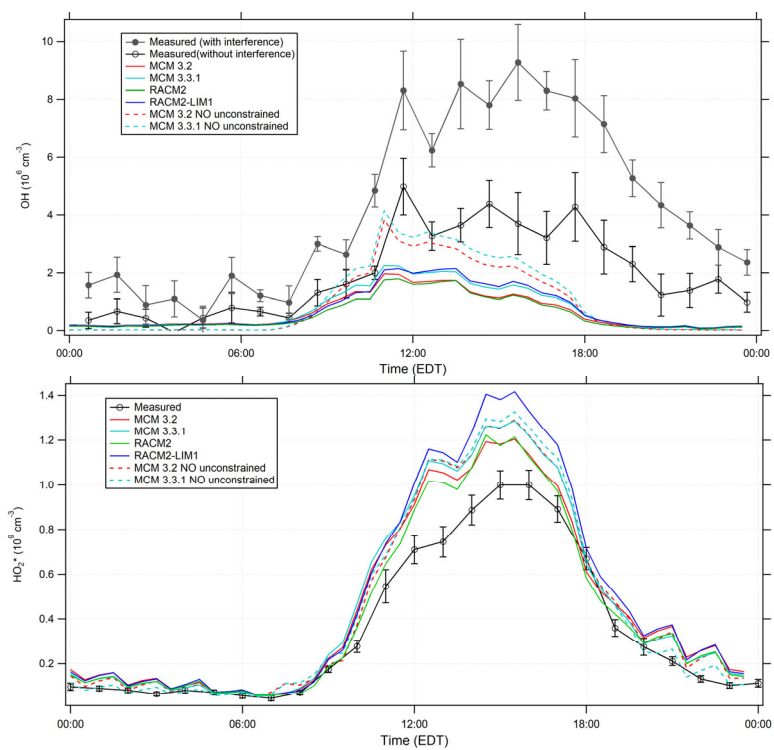 10
8
6
4
2
0
OH (10⁶ cm⁻³)
Measured (with interference)
Measured(without interference)
MCM 3.2
MCM 3.3.1
RACM2
RACM2-LIM1
MCM 3.2 NO unconstrained
MCM 3.3.1 NO unconstrained
00:00 06:00 12:00 18:00 00:00
Time (EDT)
1.4
1.2
1.0
0.8
0.6
0.4
0.2
HO₂* (10⁹ cm⁻³)
Measured
MCM 3.2
MCM 3.3.1
RACM2
RACM2-LIM1
MCM 3.2 NO unconstrained
MCM 3.3.1 NO unconstrained
00:00 06:00 12:00 18:00 00:00
Time (EDT)